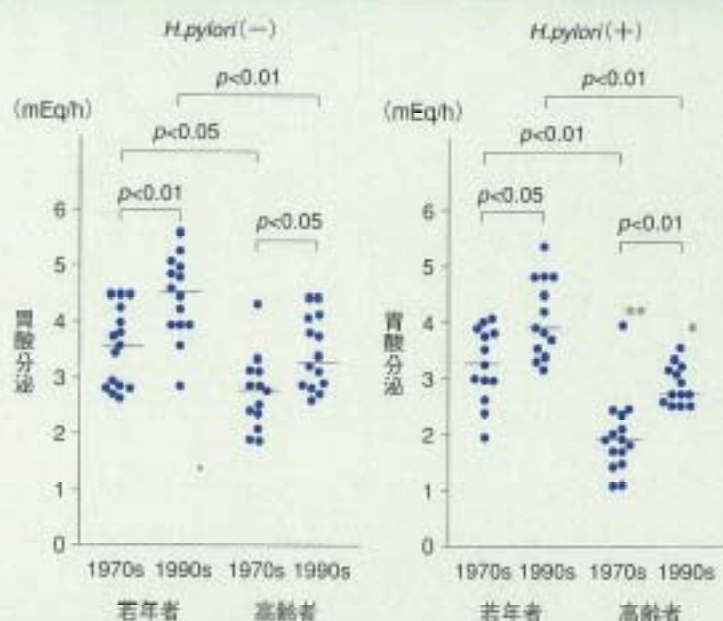 H.pylori(−)
p<0.01
(mEq/h)
p<0.05
p<0.01
p<0.05
6
5
4
3
2
1
0
胃酸分泌
1970s 1990s 1970s 1990s
若年者 高齢者
H.pylori(+)
p<0.01
(mEq/h)
p<0.01
p<0.05
p<0.01
6
5
4
3
2
1
0
胃酸分泌
1970s 1990s 1970s 1990s
若年者 高齢者